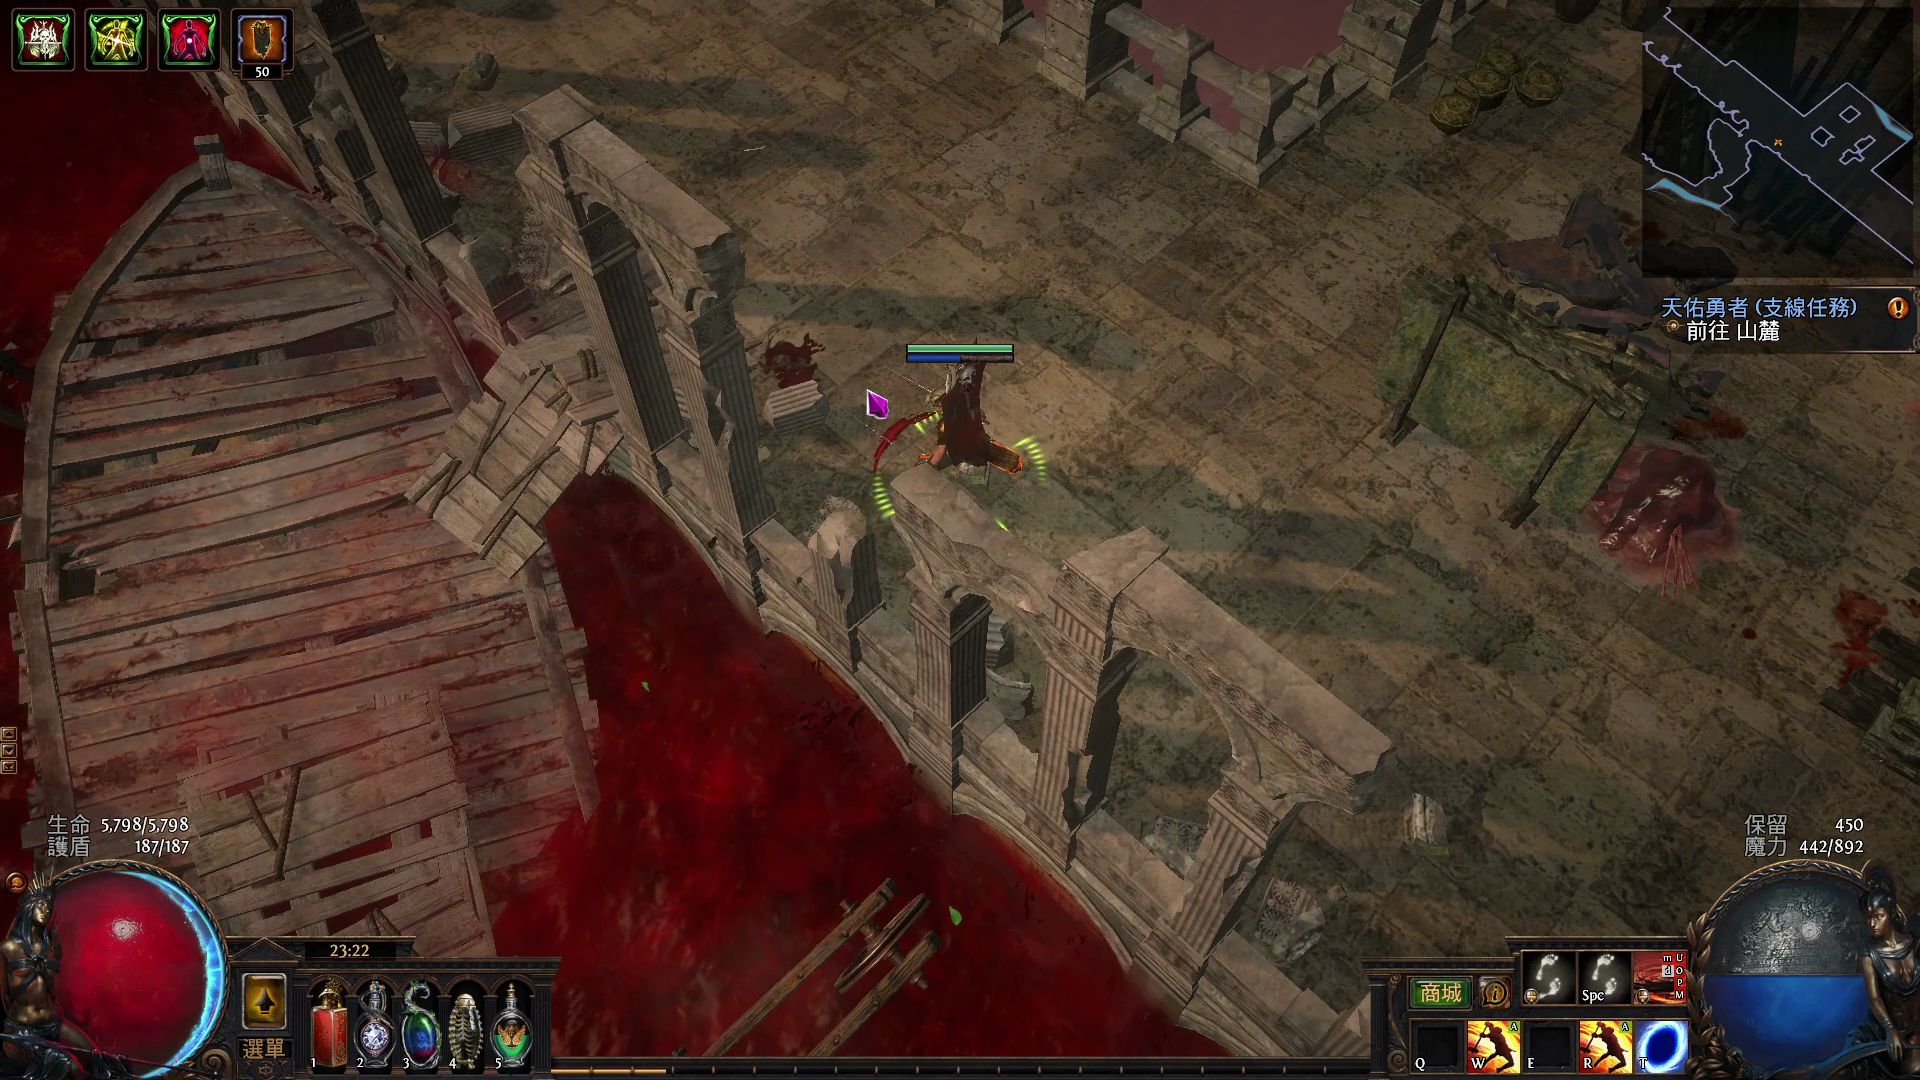 50
天佑勇者 (支線任務)
前往 山麓
生命 5,798/5,798
護盾 187/187
保留 450
魔力 442/892
23:22
選單
1 2 3 4 5
商城
Spc
Q W E R T